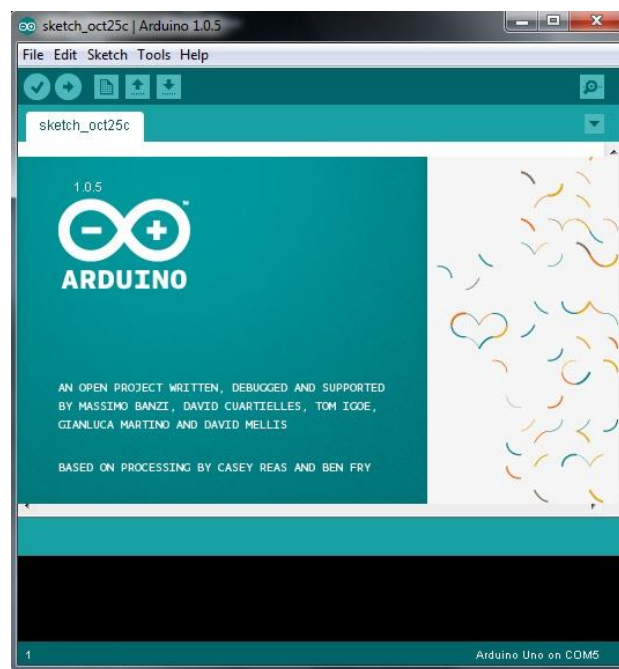 sketch_oct25c | Arduino 1.0.5
File Edit Sketch Tools Help
sketch_oct25c
1.0.5
ARDUINO
AN OPEN PROJECT WRITTEN, DEBUGGED AND SUPPORTED
BY MASSIMO BANZI, DAVID CUARTIELLES, TOM IGOE,
GIANLUCA MARTINO AND DAVID MELLIS
BASED ON PROCESSING BY CASEY REAS AND BEN FRY
1 Arduino Uno on COM5